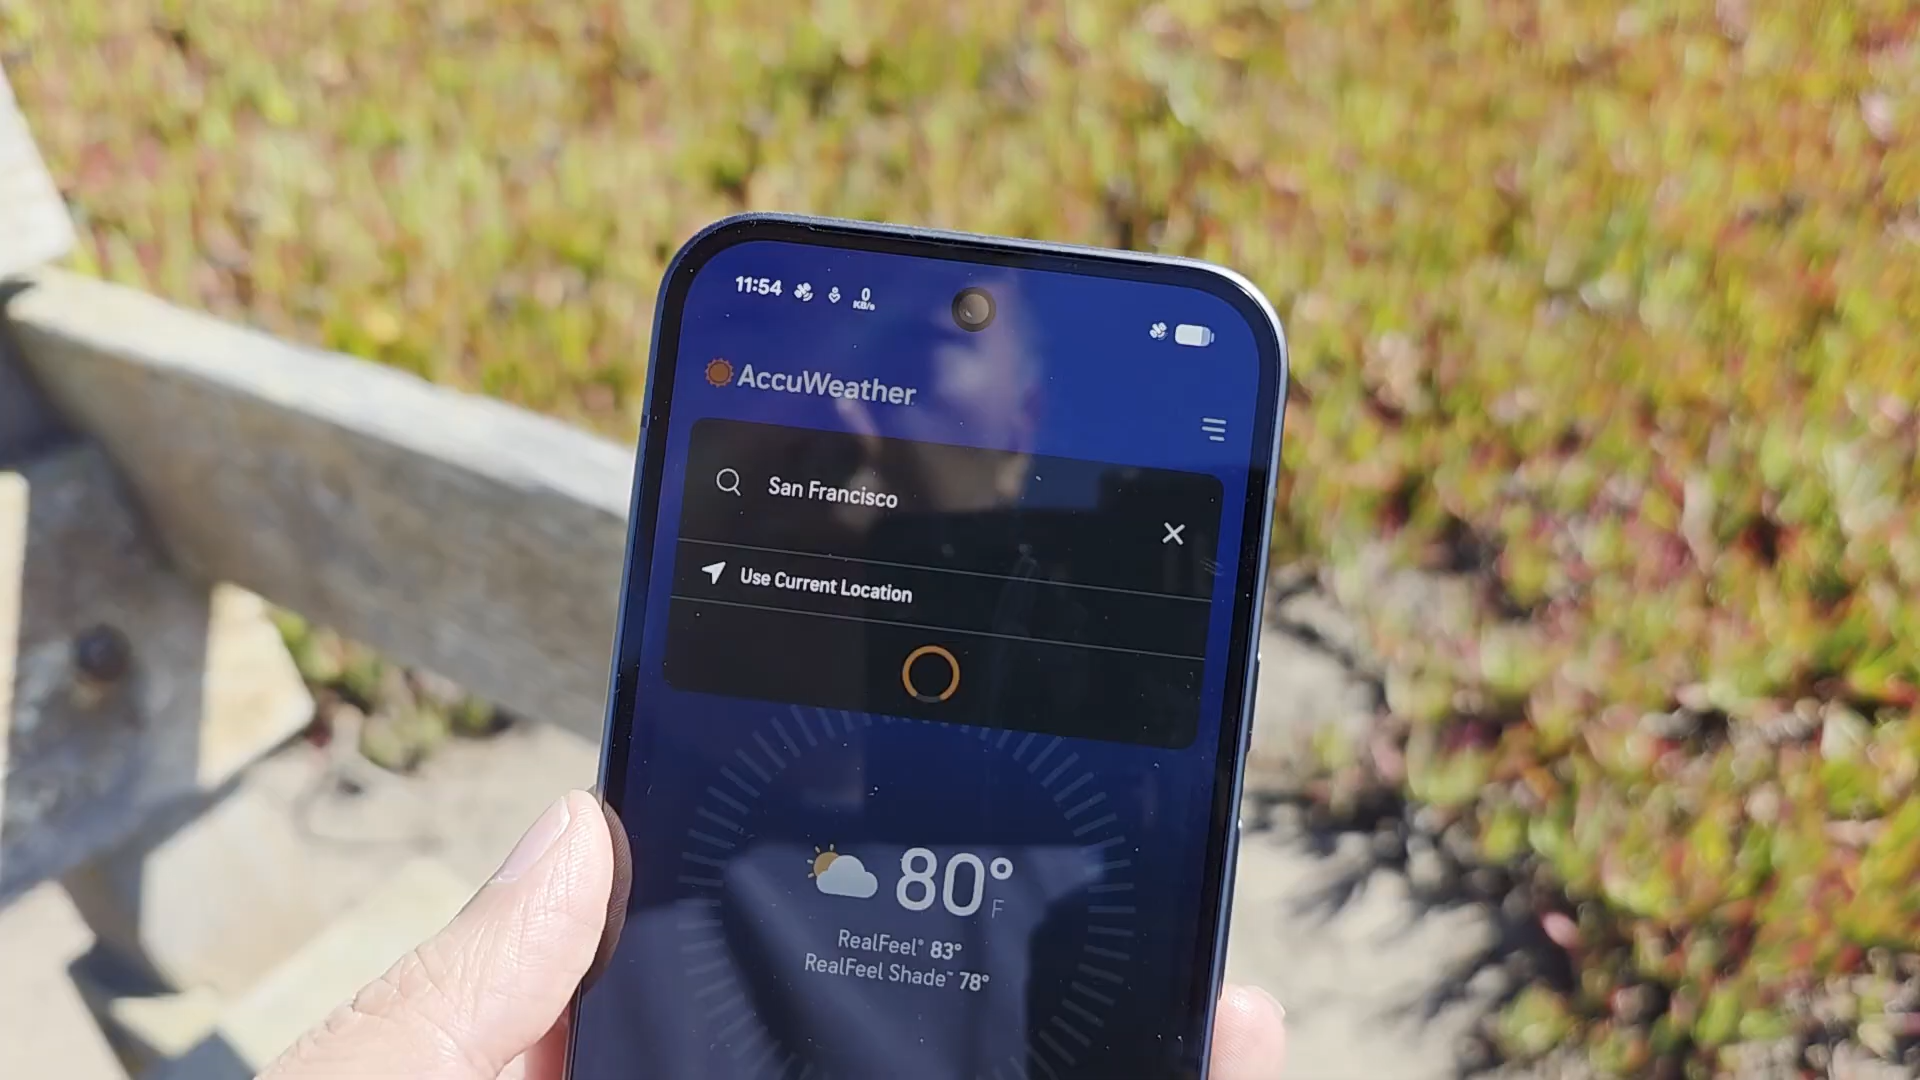 11:54
0
KB/s
AccuWeather
San Francisco
Use Current Location
80°
F
RealFeel® 83°
RealFeel Shade™ 78°